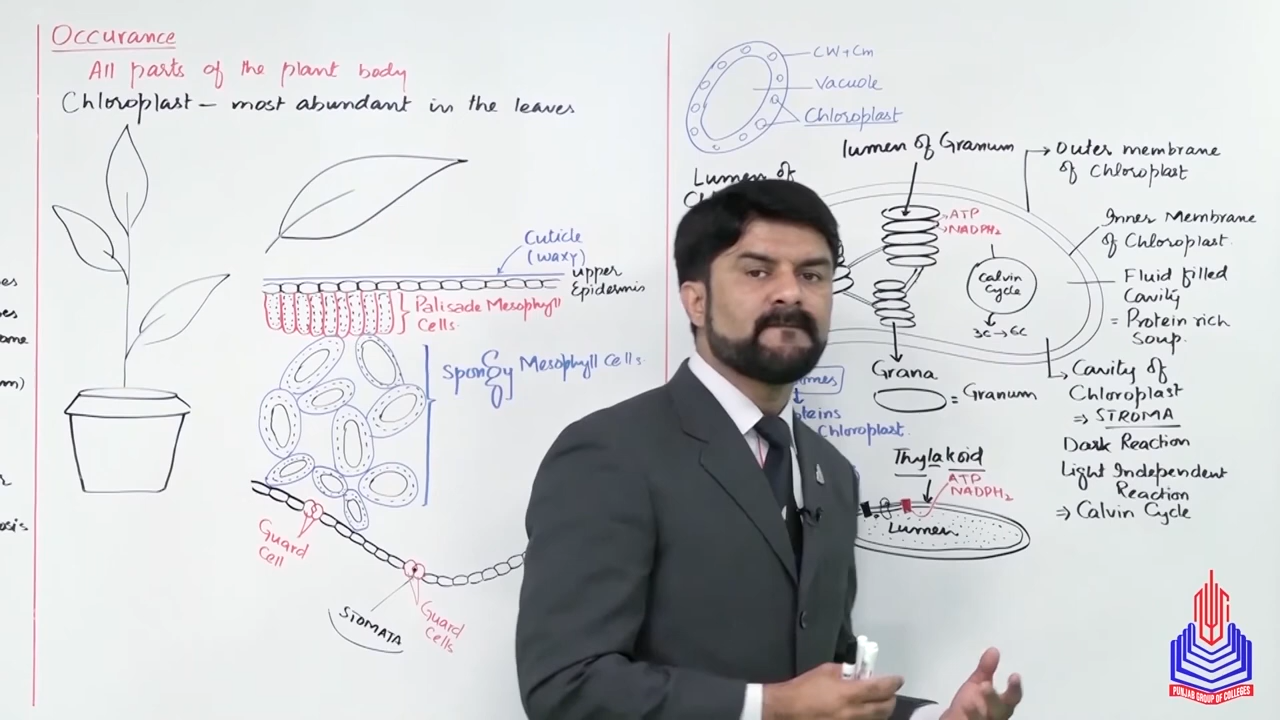 Occurance
All parts of the plant body
Chloroplast – most abundant in the leaves
Cuticle
(waxy)
upper
Epidermis
Palisade Mesophyll
Cells.
Spongy Mesophyll cells.
Guard
Cell
Guard
Cells
STOMATA
CW+Cm
Vacuole
Chloroplast
lumen of Granum
Lumen of
Outer membrane
of Chloroplast
ATP
NADPH₂
Inner Membrane
of Chloroplast.
Calvin
Cycle
3C → 6C
Fluid filled
Cavity
= Protein rich
Soup.
Grana
= Granum
Cavity of
Chloroplast
⇒ STROMA
Dark Reaction
Light Independent
Reaction
⇒ Calvin Cycle
Chloroplast.
Thylakoid
ATP
NADPH₂
Lumen
PUNJAB GROUP OF COLLEGES